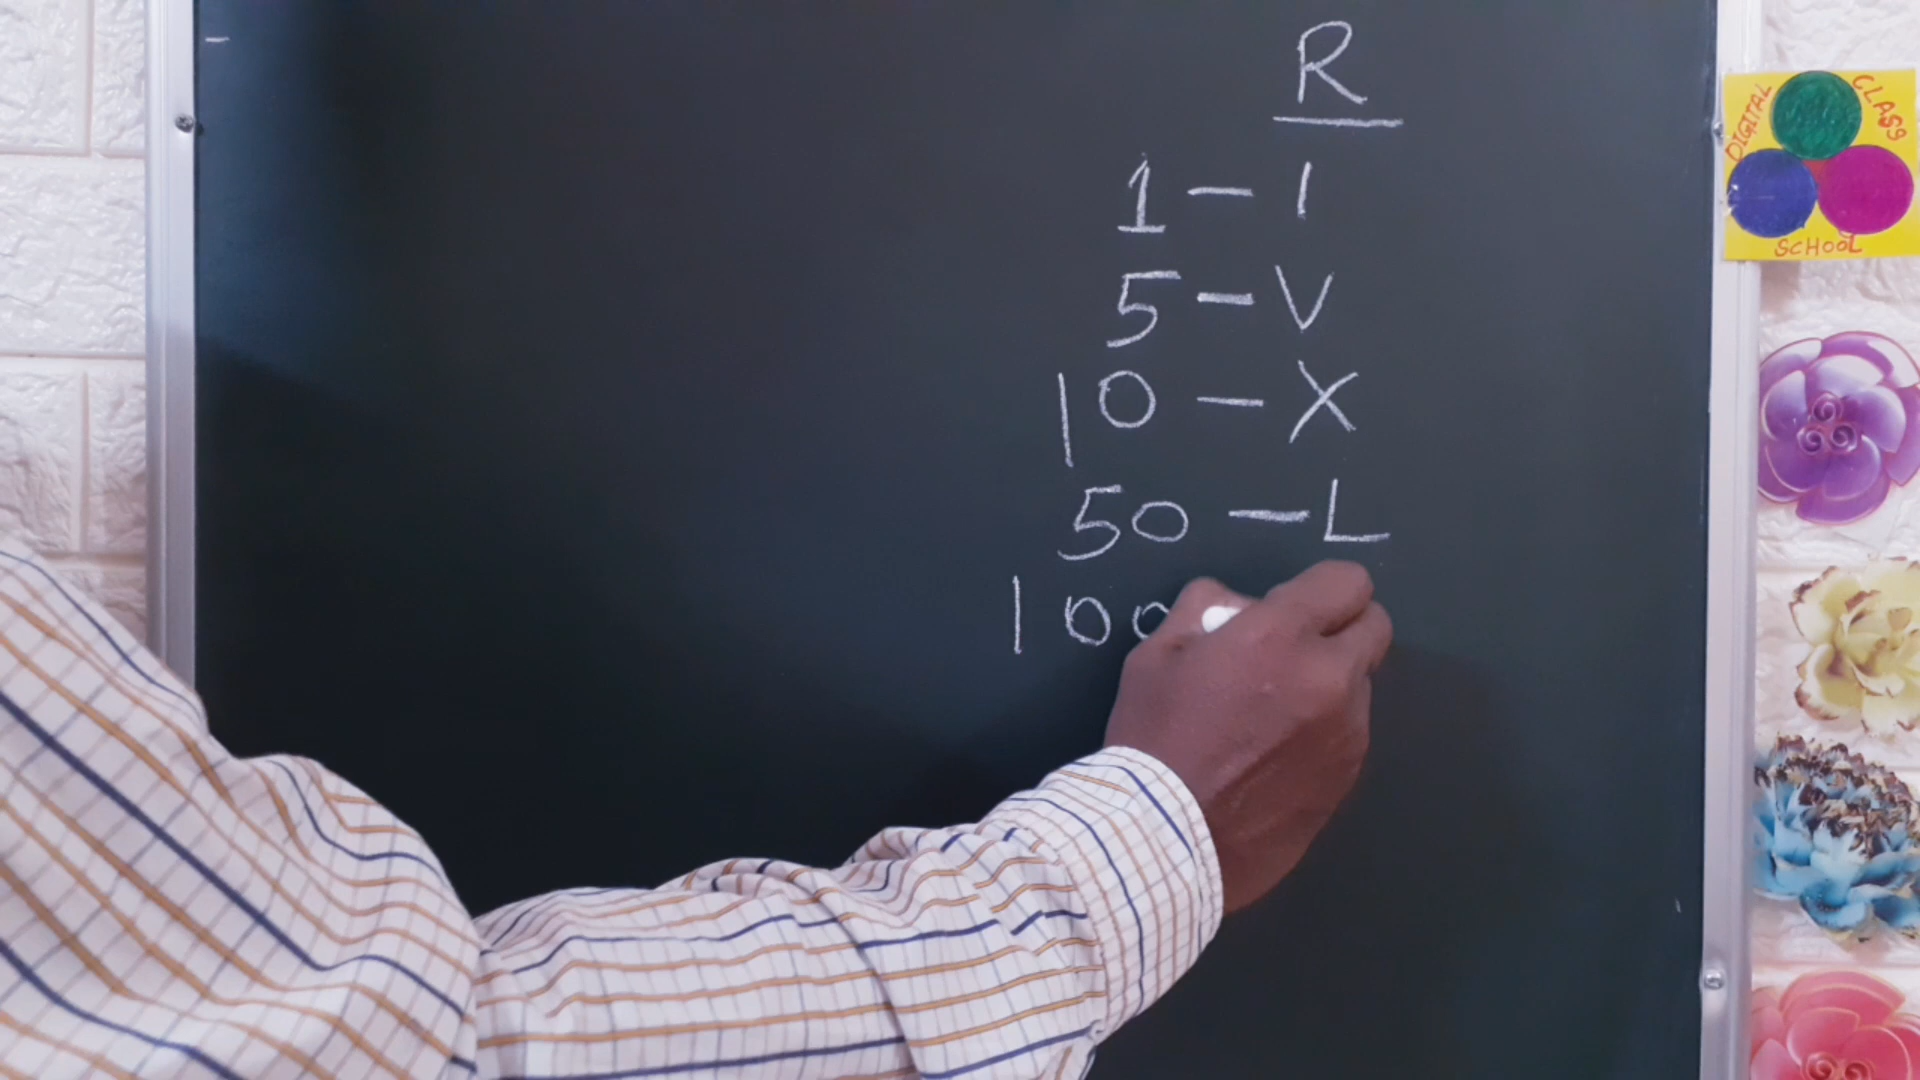 R
1 - I
5 - V
10 - X
50 - L
100
DIGITAL CLASS
SCHOOL